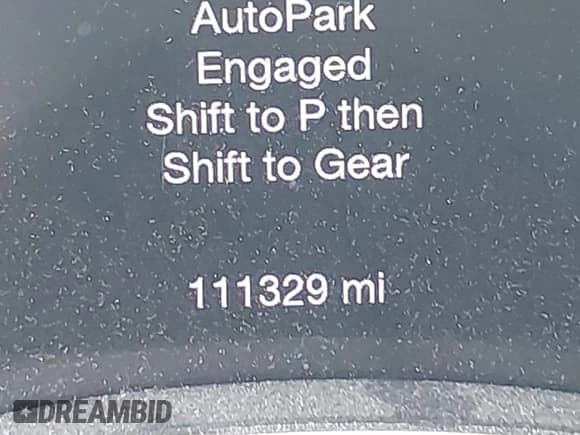 AutoPark
Engaged
Shift to P then
Shift to Gear
111329 mi
DREAMBID